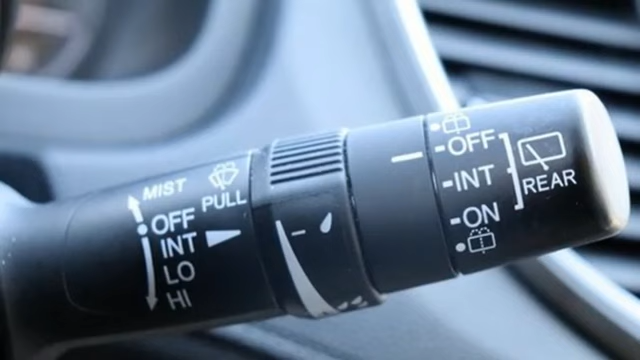 MIST
PULL
OFF
INT
LO
HI
OFF
INT
ON
REAR